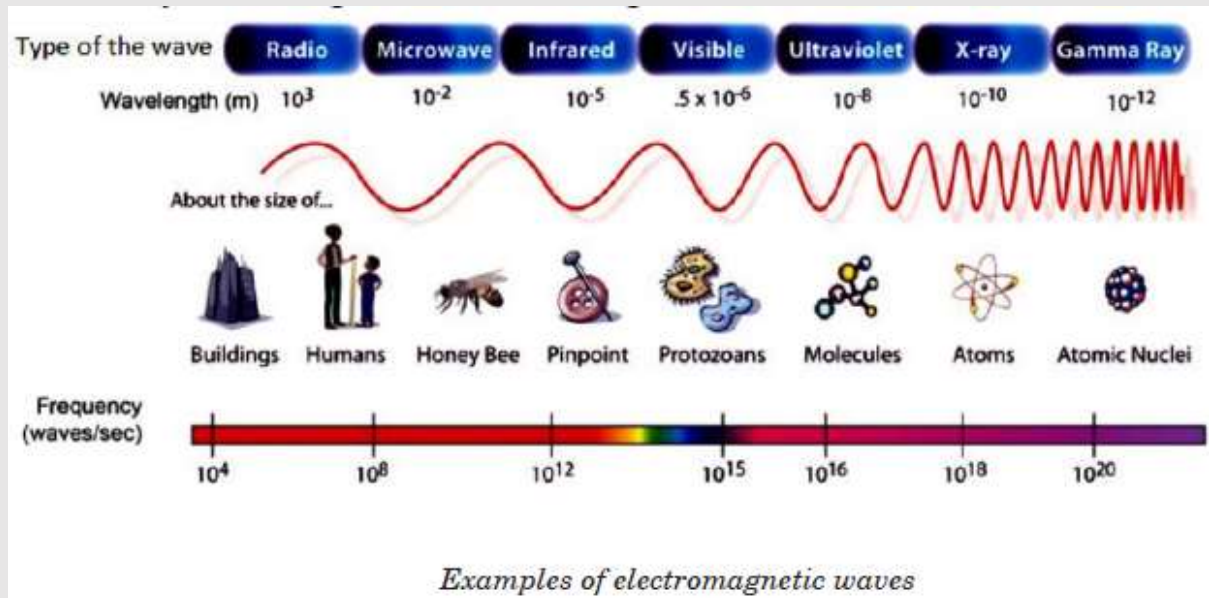 Type of the wave Radio Microwave Infrared Visible Ultraviolet X-ray Gamma Ray
Wavelength (m) 10³ 10⁻² 10⁻⁵ .5 x 10⁻⁶ 10⁻⁸ 10⁻¹⁰ 10⁻¹²
About the size of...
Buildings Humans Honey Bee Pinpoint Protozoans Molecules Atoms Atomic Nuclei
Frequency
(waves/sec)
10⁴ 10⁸ 10¹² 10¹⁵ 10¹⁶ 10¹⁸ 10²⁰
Examples of electromagnetic waves